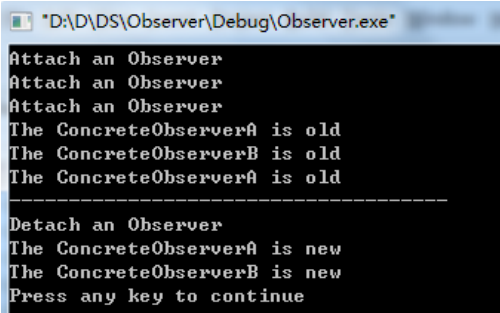 "D:\D\DS\Observer\Debug\Observer.exe"
Attach an Observer
Attach an Observer
Attach an Observer
The ConcreteObserverA is old
The ConcreteObserverB is old
The ConcreteObserverA is old
-------------------------------------
Detach an Observer
The ConcreteObserverA is new
The ConcreteObserverB is new
Press any key to continue